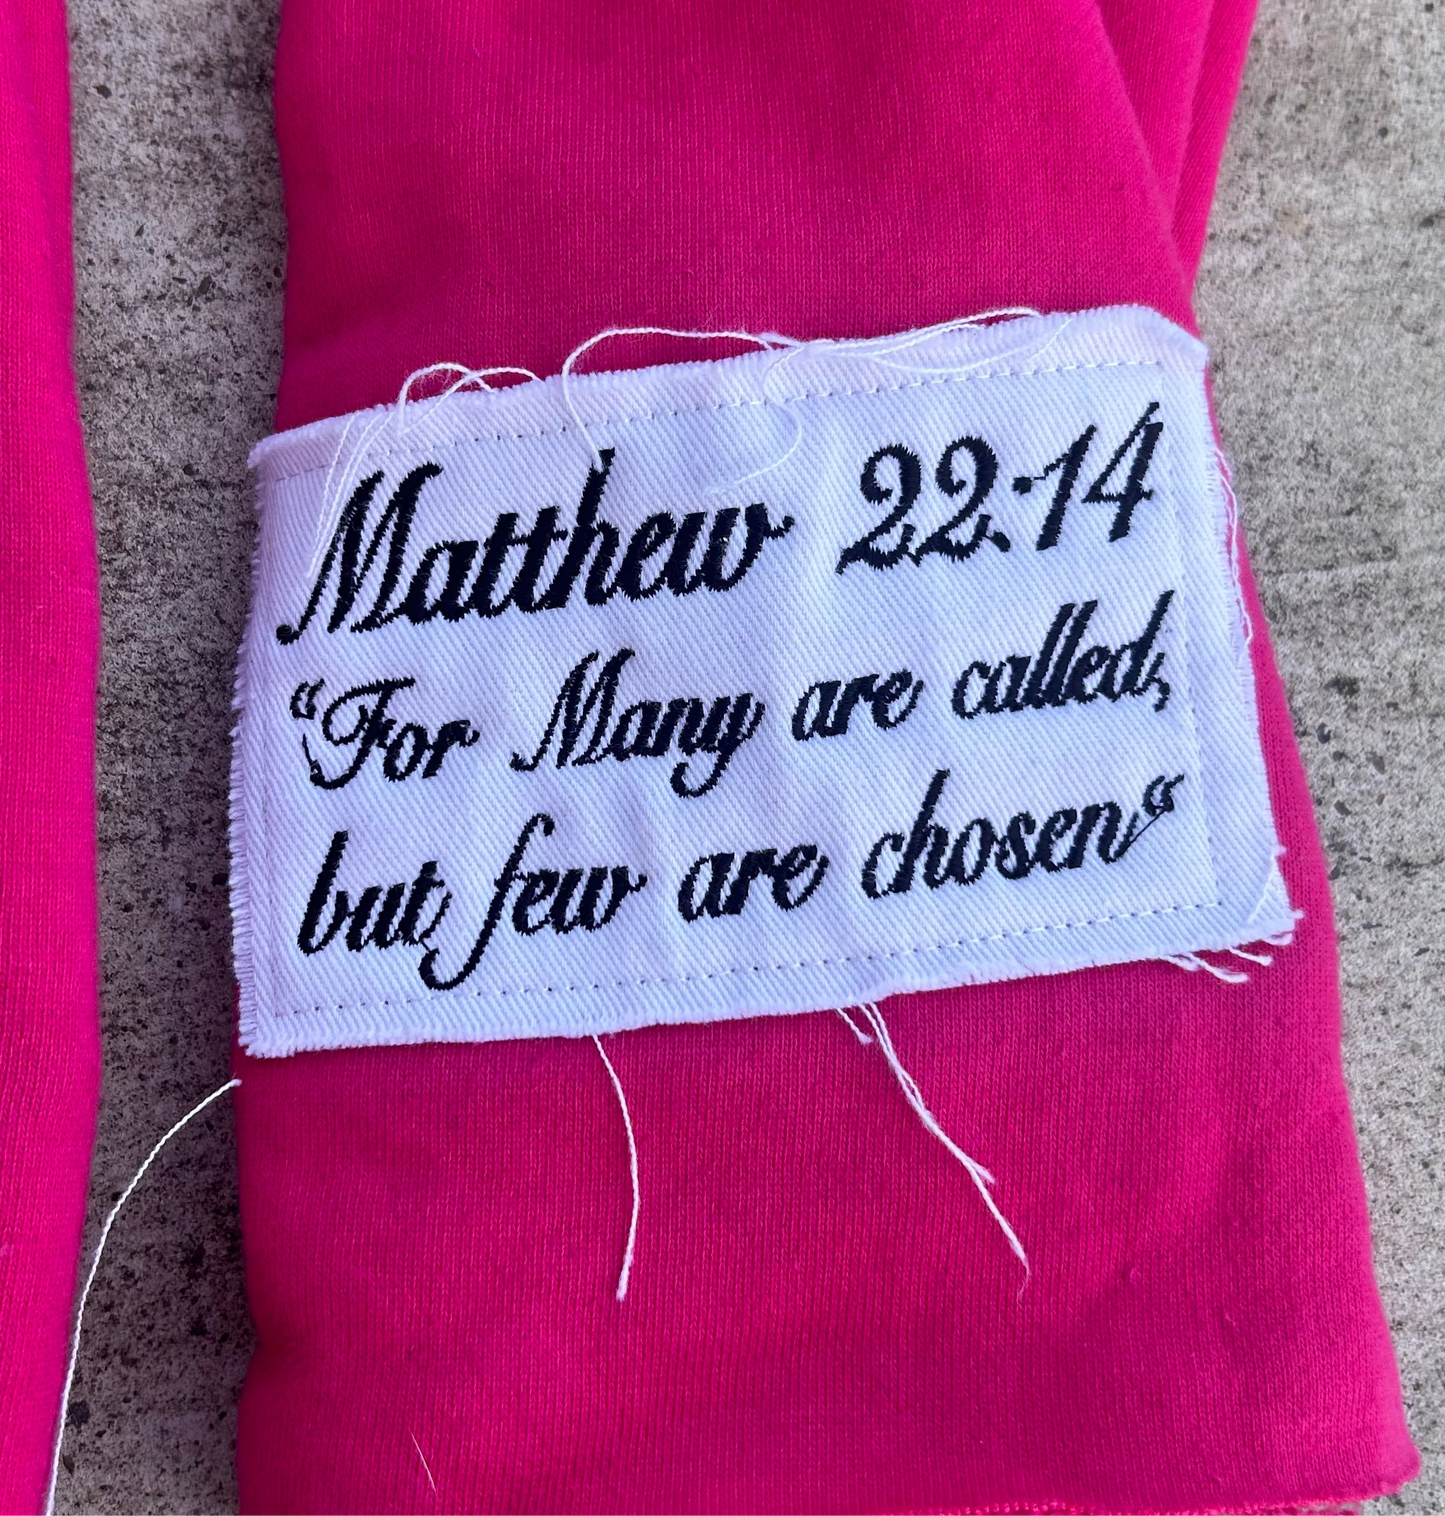 Matthew 22:14
“For Many are called,
but few are chosen“